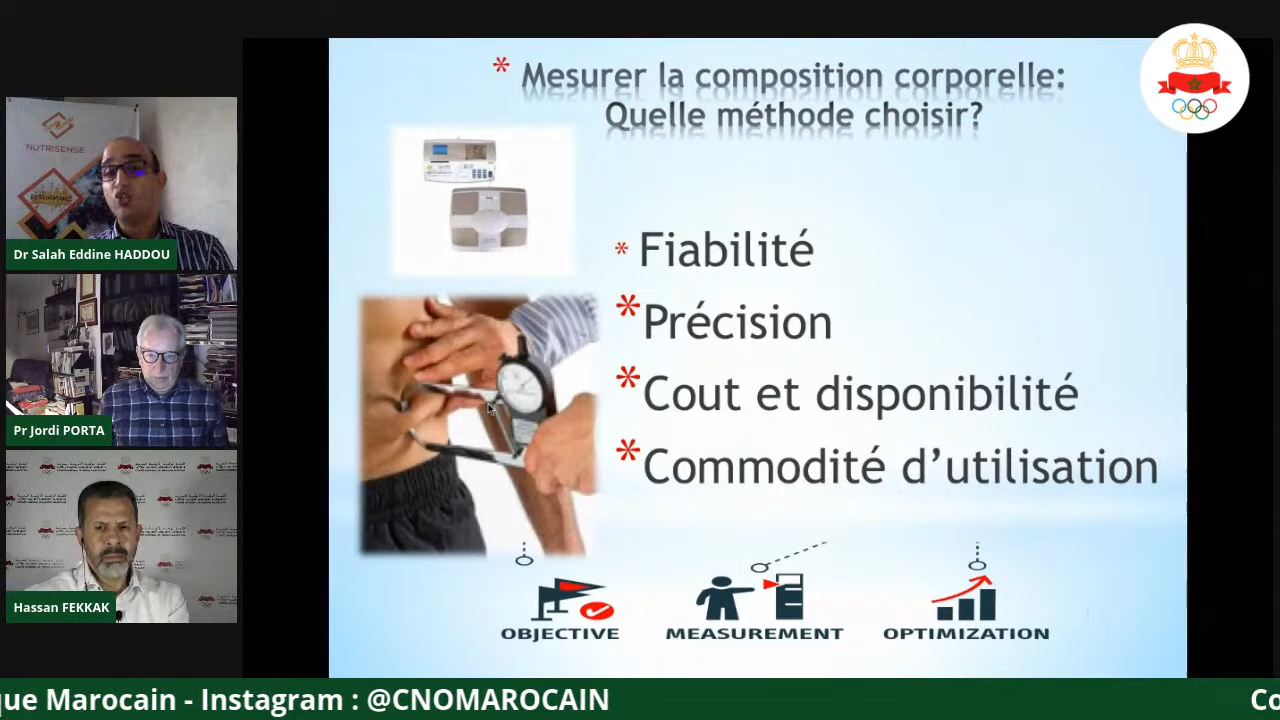 * Mesurer la composition corporelle:
Quelle méthode choisir?
* Fiabilité
* Précision
* Cout et disponibilité
* Commodité d’utilisation
OBJECTIVE
MEASUREMENT
OPTIMIZATION
NUTRISENSE
PERFORMANCE
Dr Salah Eddine HADDOU
Pr Jordi PORTA
Hassan FEKKAK
que Marocain - Instagram : @CNOMAROCAIN
Co